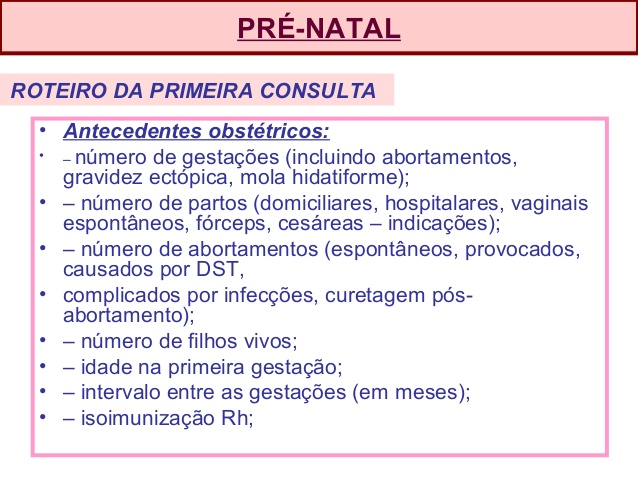 PRÉ-NATAL
ROTEIRO DA PRIMEIRA CONSULTA
• Antecedentes obstétricos:
• – número de gestações (incluindo abortamentos,
gravidez ectópica, mola hidatiforme);
• – número de partos (domiciliares, hospitalares, vaginais
espontâneos, fórceps, cesáreas – indicações);
• – número de abortamentos (espontâneos, provocados,
causados por DST,
• complicados por infecções, curetagem pós-
abortamento);
• – número de filhos vivos;
• – idade na primeira gestação;
• – intervalo entre as gestações (em meses);
• – isoimunização Rh;